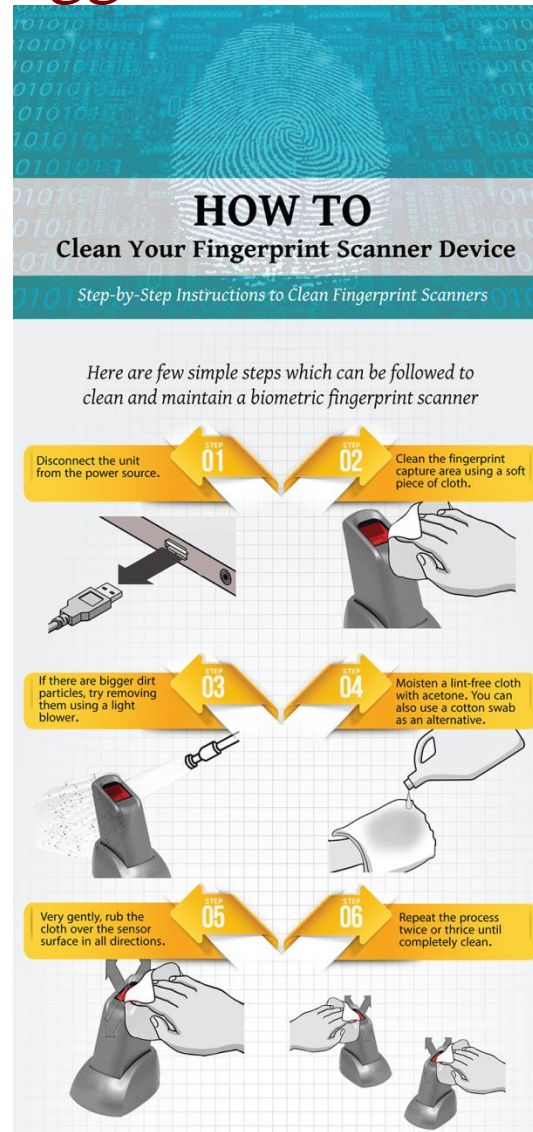 HOW TO
Clean Your Fingerprint Scanner Device
Step-by-Step Instructions to Clean Fingerprint Scanners
Here are few simple steps which can be followed to
clean and maintain a biometric fingerprint scanner
STEP
01
Disconnect the unit
from the power source.
STEP
02
Clean the fingerprint
capture area using a soft
piece of cloth.
STEP
03
If there are bigger dirt
particles, try removing
them using a light
blower.
STEP
04
Moisten a lint-free cloth
with acetone. You can
also use a cotton swab
as an alternative.
STEP
05
Very gently, rub the
cloth over the sensor
surface in all directions.
STEP
06
Repeat the process
twice or thrice until
completely clean.